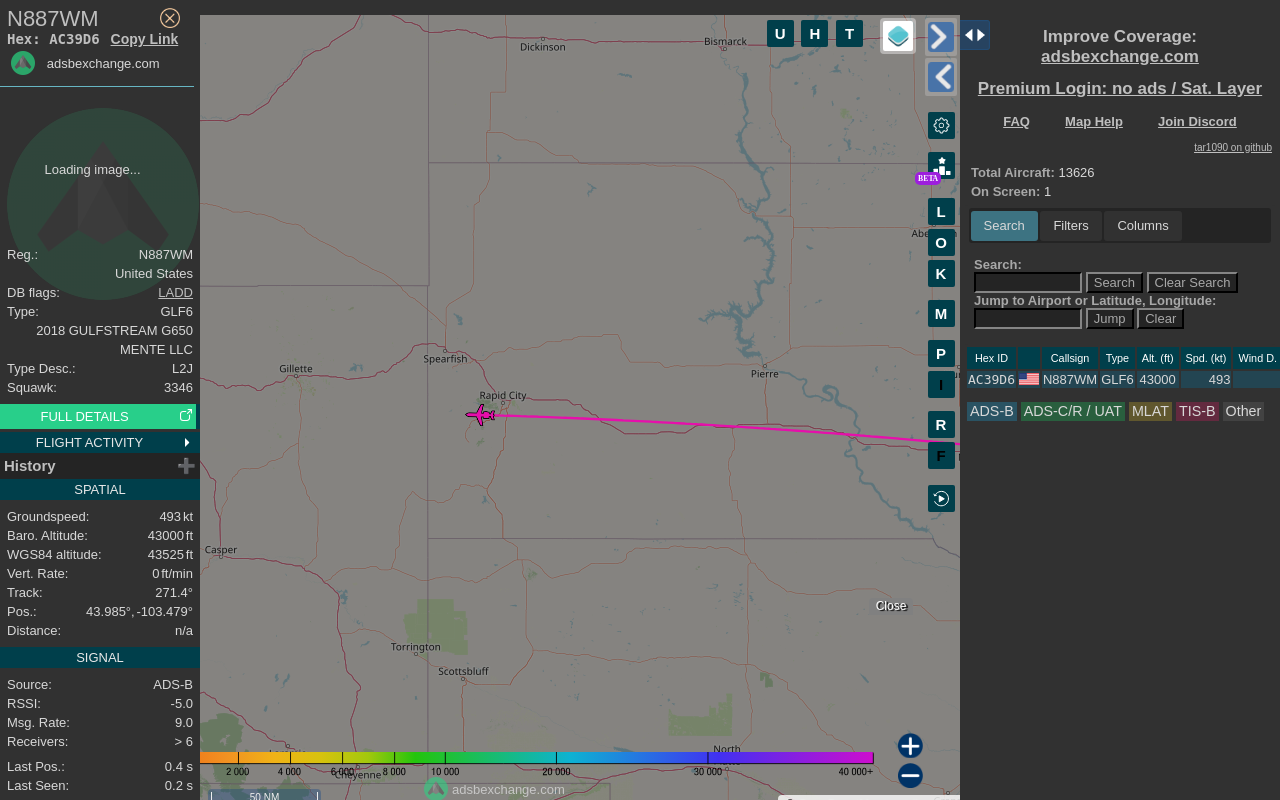 N887WM
Hex: AC39D6 Copy Link
adsbexchange.com
Loading image...
Reg.: N887WM
United States
DB flags: LADD
Type: GLF6
2018 GULFSTREAM G650
MENTE LLC
Type Desc.: L2J
Squawk: 3346
FULL DETAILS
FLIGHT ACTIVITY
History
SPATIAL
Groundspeed: 493 kt
Baro. Altitude: 43000 ft
WGS84 altitude: 43525 ft
Vert. Rate: 0 ft/min
Track: 271.4°
Pos.: 43.985°, -103.479°
Distance: n/a
SIGNAL
Source: ADS-B
RSSI: -5.0
Msg. Rate: 9.0
Receivers: > 6
Last Pos.: 0.4 s
Last Seen: 0.2 s
Dickinson
Bismarck
U H T
BETA
L
O
K
M
P
I
R
F
Spearfish
Gillette
Rapid City
Pierre
Casper
Close
Torrington
Scottsbluff
North
Cheyenne
2 000 4 000 6 000 8 000 10 000 20 000 30 000 40 000+
adsbexchange.com
50 NM
Improve Coverage:
adsbexchange.com
Premium Login: no ads / Sat. Layer
FAQ Map Help Join Discord
tar1090 on github
Total Aircraft: 13626
On Screen: 1
Search Filters Columns
Search:
Search Clear Search
Jump to Airport or Latitude, Longitude:
Jump Clear
Hex ID Callsign Type Alt. (ft) Spd. (kt) Wind D.
AC39D6 N887WM GLF6 43000 493
ADS-B ADS-C/R / UAT MLAT TIS-B Other